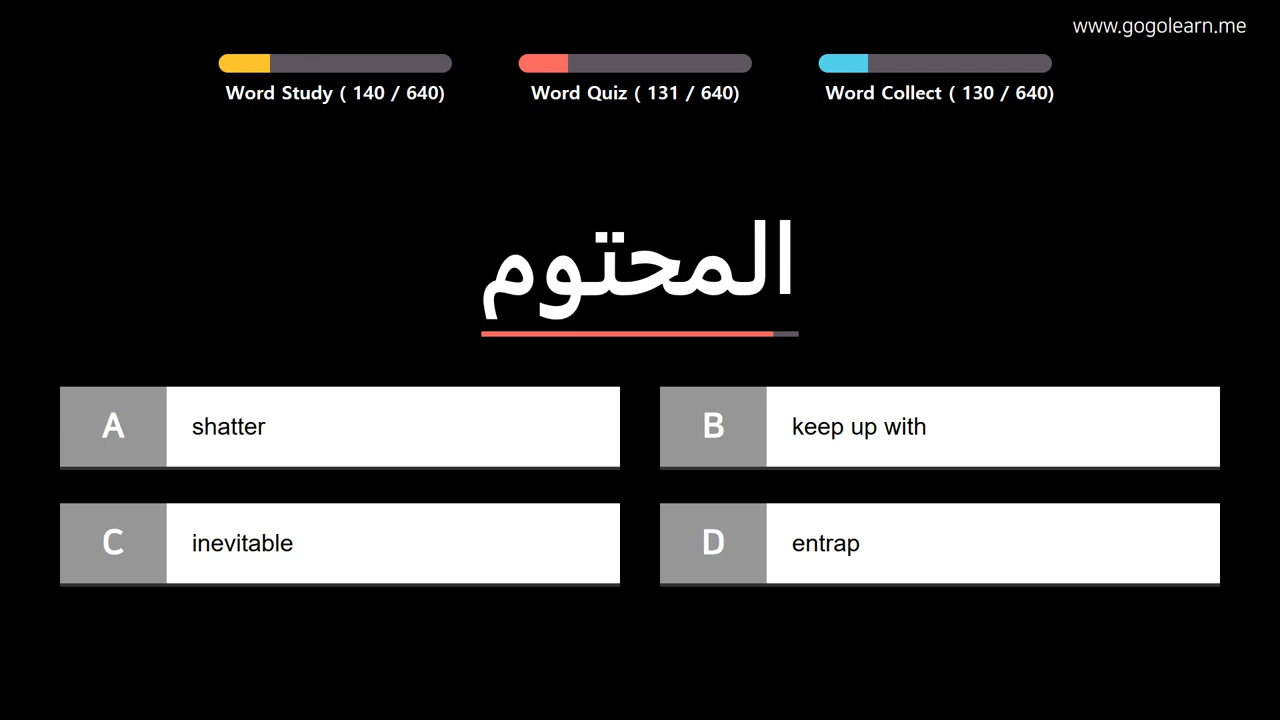 www.gogolearn.me
Word Study ( 140 / 640)
Word Quiz ( 131 / 640)
Word Collect ( 130 / 640)
المحتوم
A
shatter
B
keep up with
C
inevitable
D
entrap